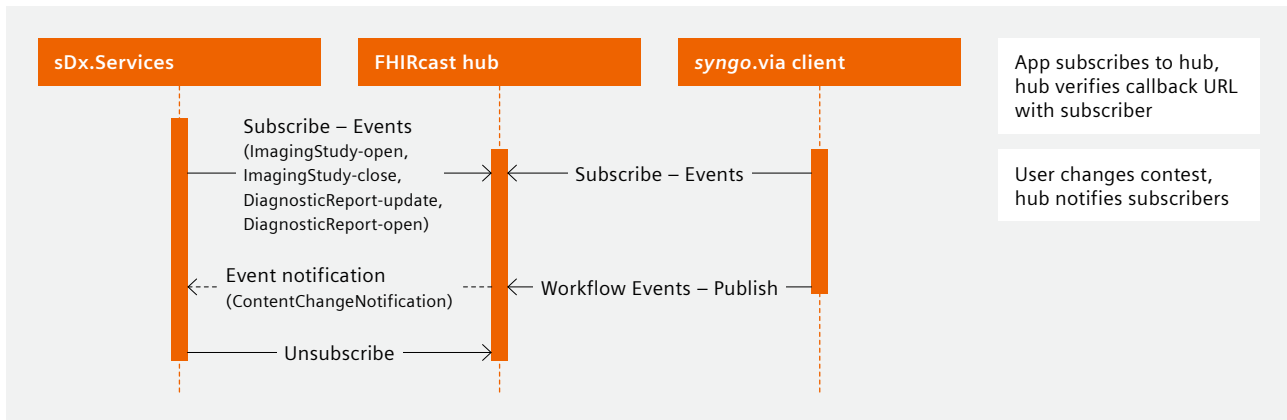 sDx.Services
FHIRcast hub
syngo.via client
App subscribes to hub,
hub verifies callback URL
with subscriber
Subscribe – Events
(ImagingStudy-open,
ImagingStudy-close,
DiagnosticReport-update,
DiagnosticReport-open)
Subscribe – Events
User changes contest,
hub notifies subscribers
Event notification
(ContentChangeNotification)
Workflow Events – Publish
Unsubscribe